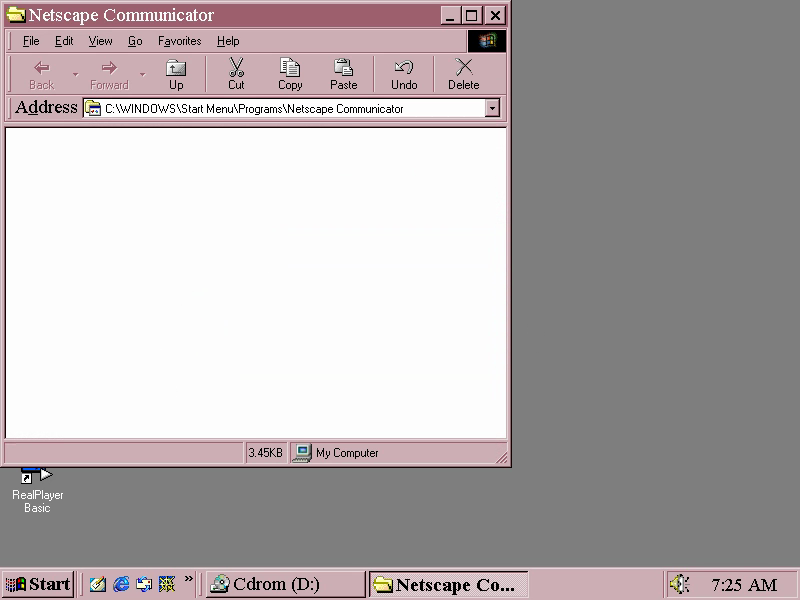 Netscape Communicator
File Edit View Go Favorites Help
Back Forward Up Cut Copy Paste Undo Delete
Address C:\WINDOWS\Start Menu\Programs\Netscape Communicator
3.45KB My Computer
RealPlayer
Basic
Start » Cdrom (D:) Netscape Co... 7:25 AM